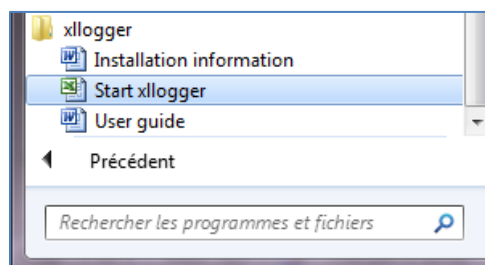 xllogger
Installation information
Start xllogger
User guide
Précédent
Rechercher les programmes et fichiers